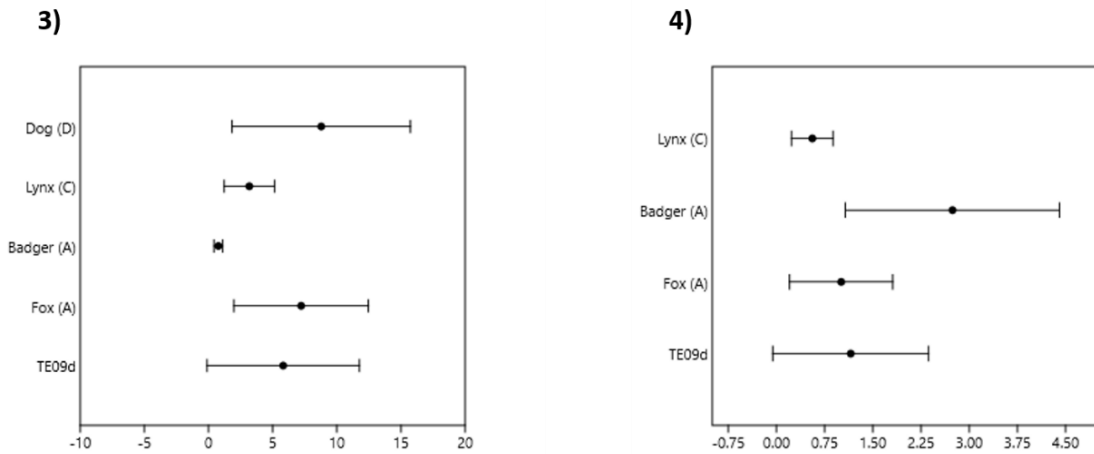 3)
Dog (D)
Lynx (C)
Badger (A)
Fox (A)
TE09d
-10 -5 0 5 10 15 20
4)
Lynx (C)
Badger (A)
Fox (A)
TE09d
-0.75 0.00 0.75 1.50 2.25 3.00 3.75 4.50